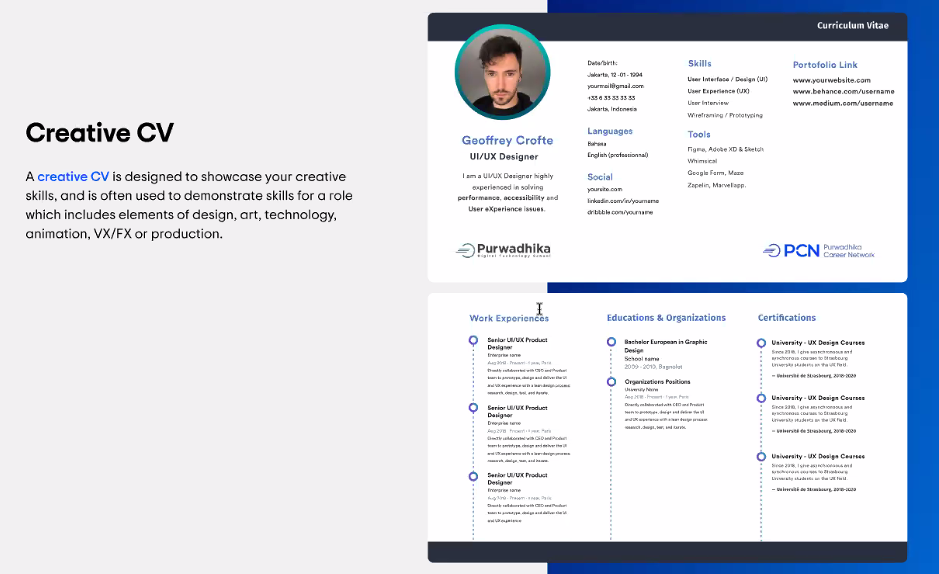 Creative CV
A creative CV is designed to showcase your creative
skills, and is often used to demonstrate skills for a role
which includes elements of design, art, technology,
animation, VX/FX or production.
Curriculum Vitae
Geoffrey Crofte
UI/UX Designer
I am a UI/UX Designer highly
experienced in solving
performance, accessibility and
User eXperience issues.
Date/birth:
Jakarta, 12 -01 - 1994
yourmail@gmail.com
+33 6 33 33 33 33
Jakarta, Indonesia
Languages
Bahasa
English (professionnal)
Social
yoursite.com
linkedin.com/in/yourname
dribbble.com/yourname
Skills
User Interface / Design (UI)
User Experience (UX)
User Interview
Wireframing / Prototyping
Tools
Figma, Adobe XD & Sketch
Whimsical
Google Form, Maze
Zapelin, Marvellapp.
Portofolio Link
www.yourwebsite.com
www.behance.com/username
www.medium.com/username
Purwadhika
Digital Technology School
PCN Purwadhika
Career Network
Work Experiences
Senior UI/UX Product
Designer
Enterprise name
Aug 2018 - Present · 1 year, Paris
Directly collaborated with CEO and Product
team to prototype, design and deliver the UI
and UX experience with a lean design process:
research, design, test, and iterate.
Senior UI/UX Product
Designer
Enterprise name
Aug 2018 - Present · 1 year, Paris
Directly collaborated with CEO and Product
team to prototype, design and deliver the UI
and UX experience with a lean design process:
research, design, test, and iterate.
Senior UI/UX Product
Designer
Enterprise name
Aug 2018 - Present · 1 year, Paris
Directly collaborated with CEO and Product
team to prototype, design and deliver the UI
and UX experience
Educations & Organizations
Bachelor European in Graphic
Design
School name
2009 - 2010, Bagnolet
Organizations Positions
University Name
Aug 2018 - Present · 1 year, Paris
Directly collaborated with CEO and Product
team to prototype, design and deliver the UI
and UX experience with a lean design process:
research, design, test, and iterate.
Certifications
University - UX Design Courses
Since 2018, I give asynchronous and
synchronous courses to Strasbourg
University students on the UX Field.
— Université de Strasbourg, 2018-2020
University - UX Design Courses
Since 2018, I give asynchronous and
synchronous courses to Strasbourg
University students on the UX Field.
— Université de Strasbourg, 2018-2020
University - UX Design Courses
Since 2018, I give asynchronous and
synchronous courses to Strasbourg
University students on the UX Field.
— Université de Strasbourg, 2018-2020